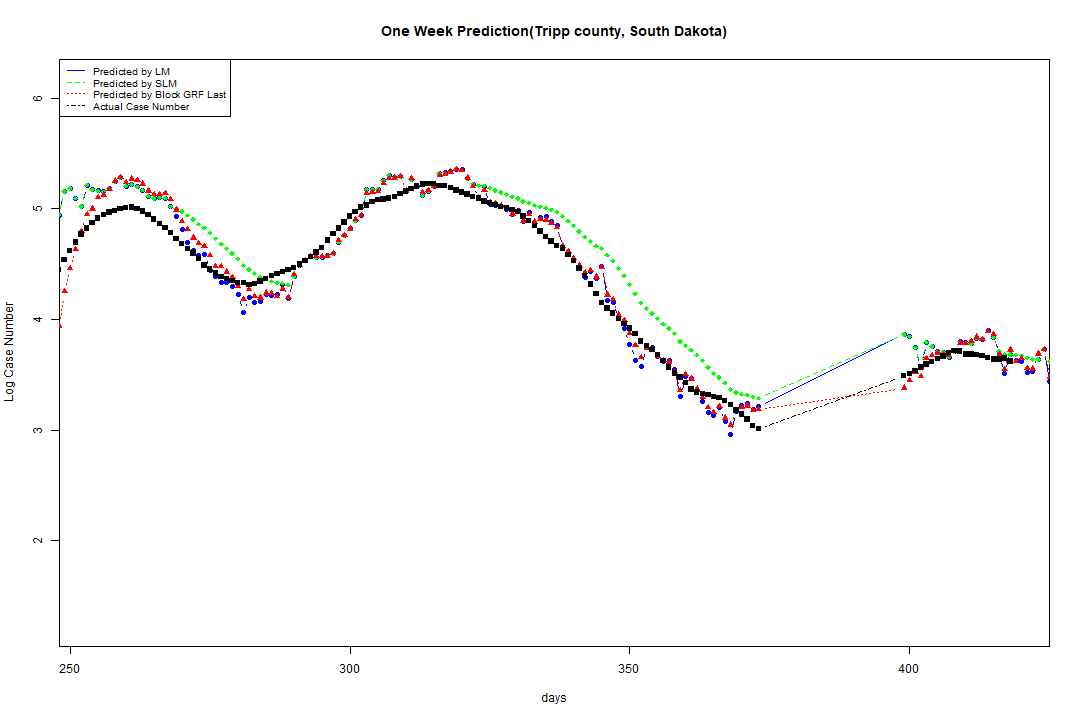 One Week Prediction(Tripp county, South Dakota)
Predicted by LM
Predicted by SLM
Predicted by Block GRF Last
Actual Case Number
Log Case Number
6
5
4
3
2
250 300 350 400
days